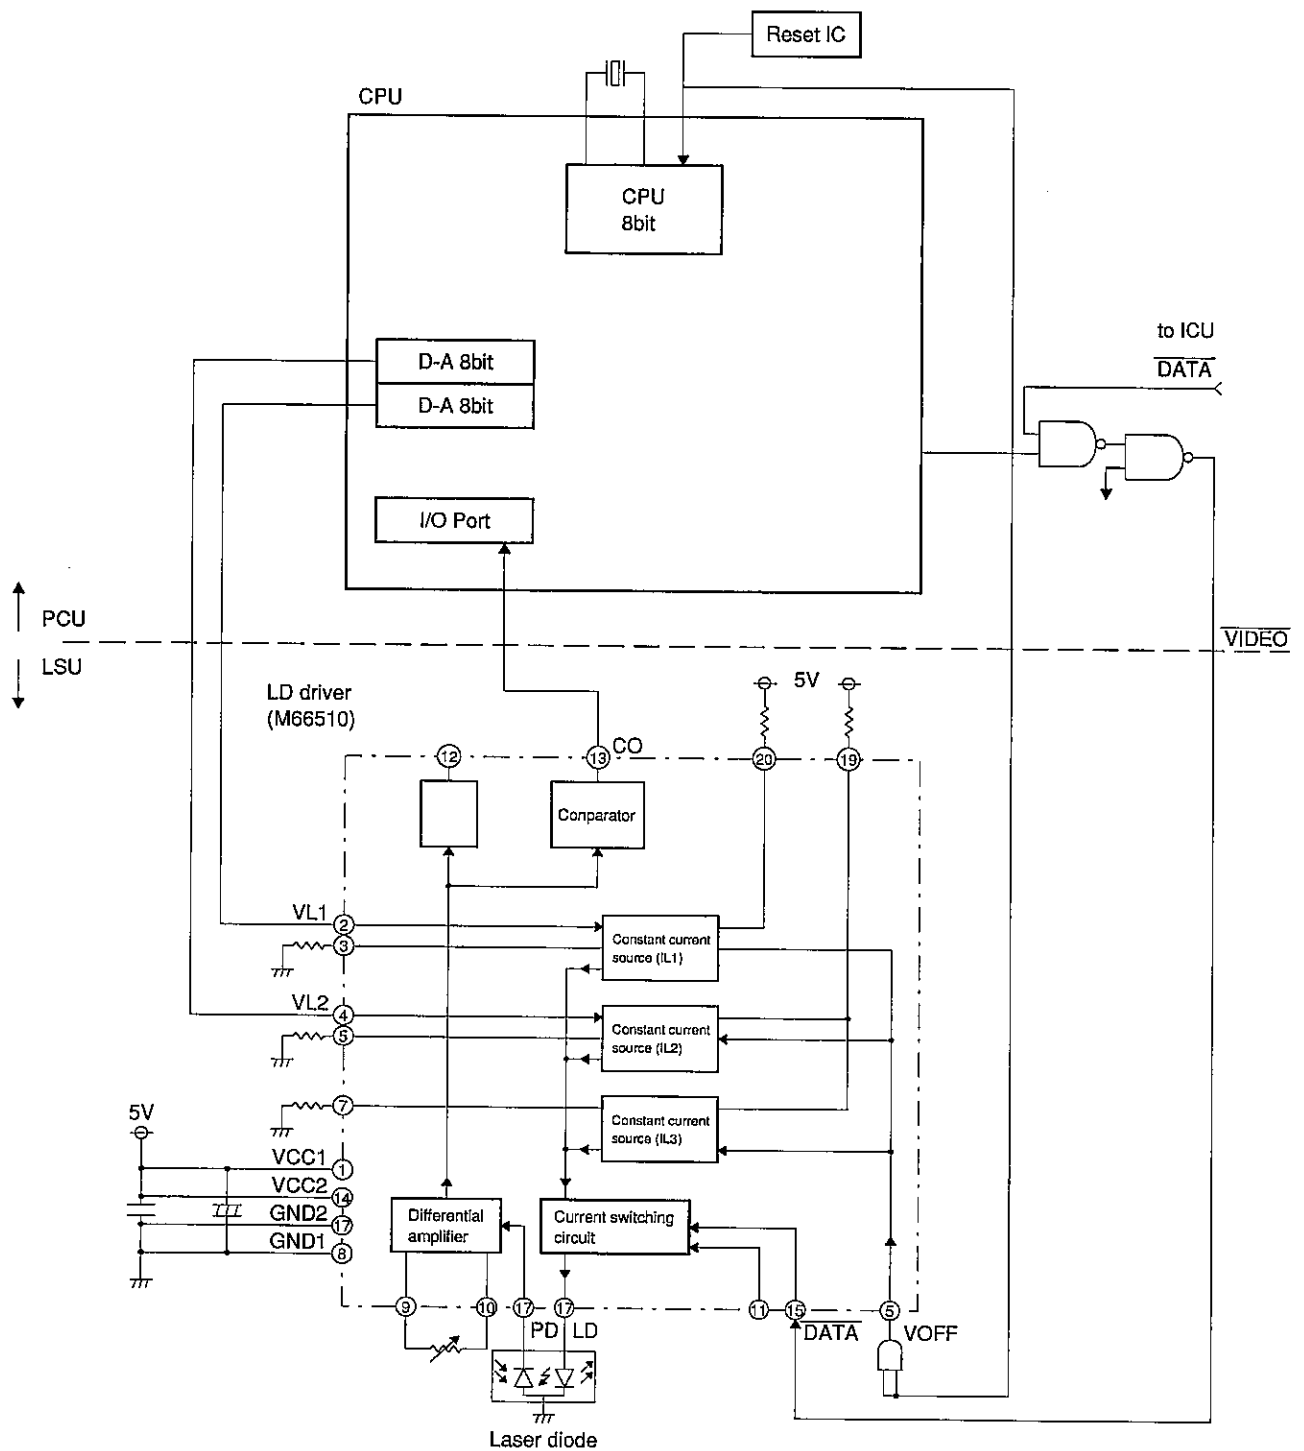 Reset IC
CPU
CPU
8bit
to ICU
DATA
D-A 8bit
D-A 8bit
I/O Port
PCU
VIDEO
LSU
LD driver
(M66510)
5V
12
13
CO
20
19
Conparator
VL1
2
3
Constant current
source (IL1)
VL2
4
5
Constant current
source (IL2)
7
Constant current
source (IL3)
5V
VCC1
1
VCC2
14
GND2
17
GND1
8
Differential
amplifier
Current switching
circuit
9
10
17
17
11
15
5
PD
LD
DATA
VOFF
Laser diode